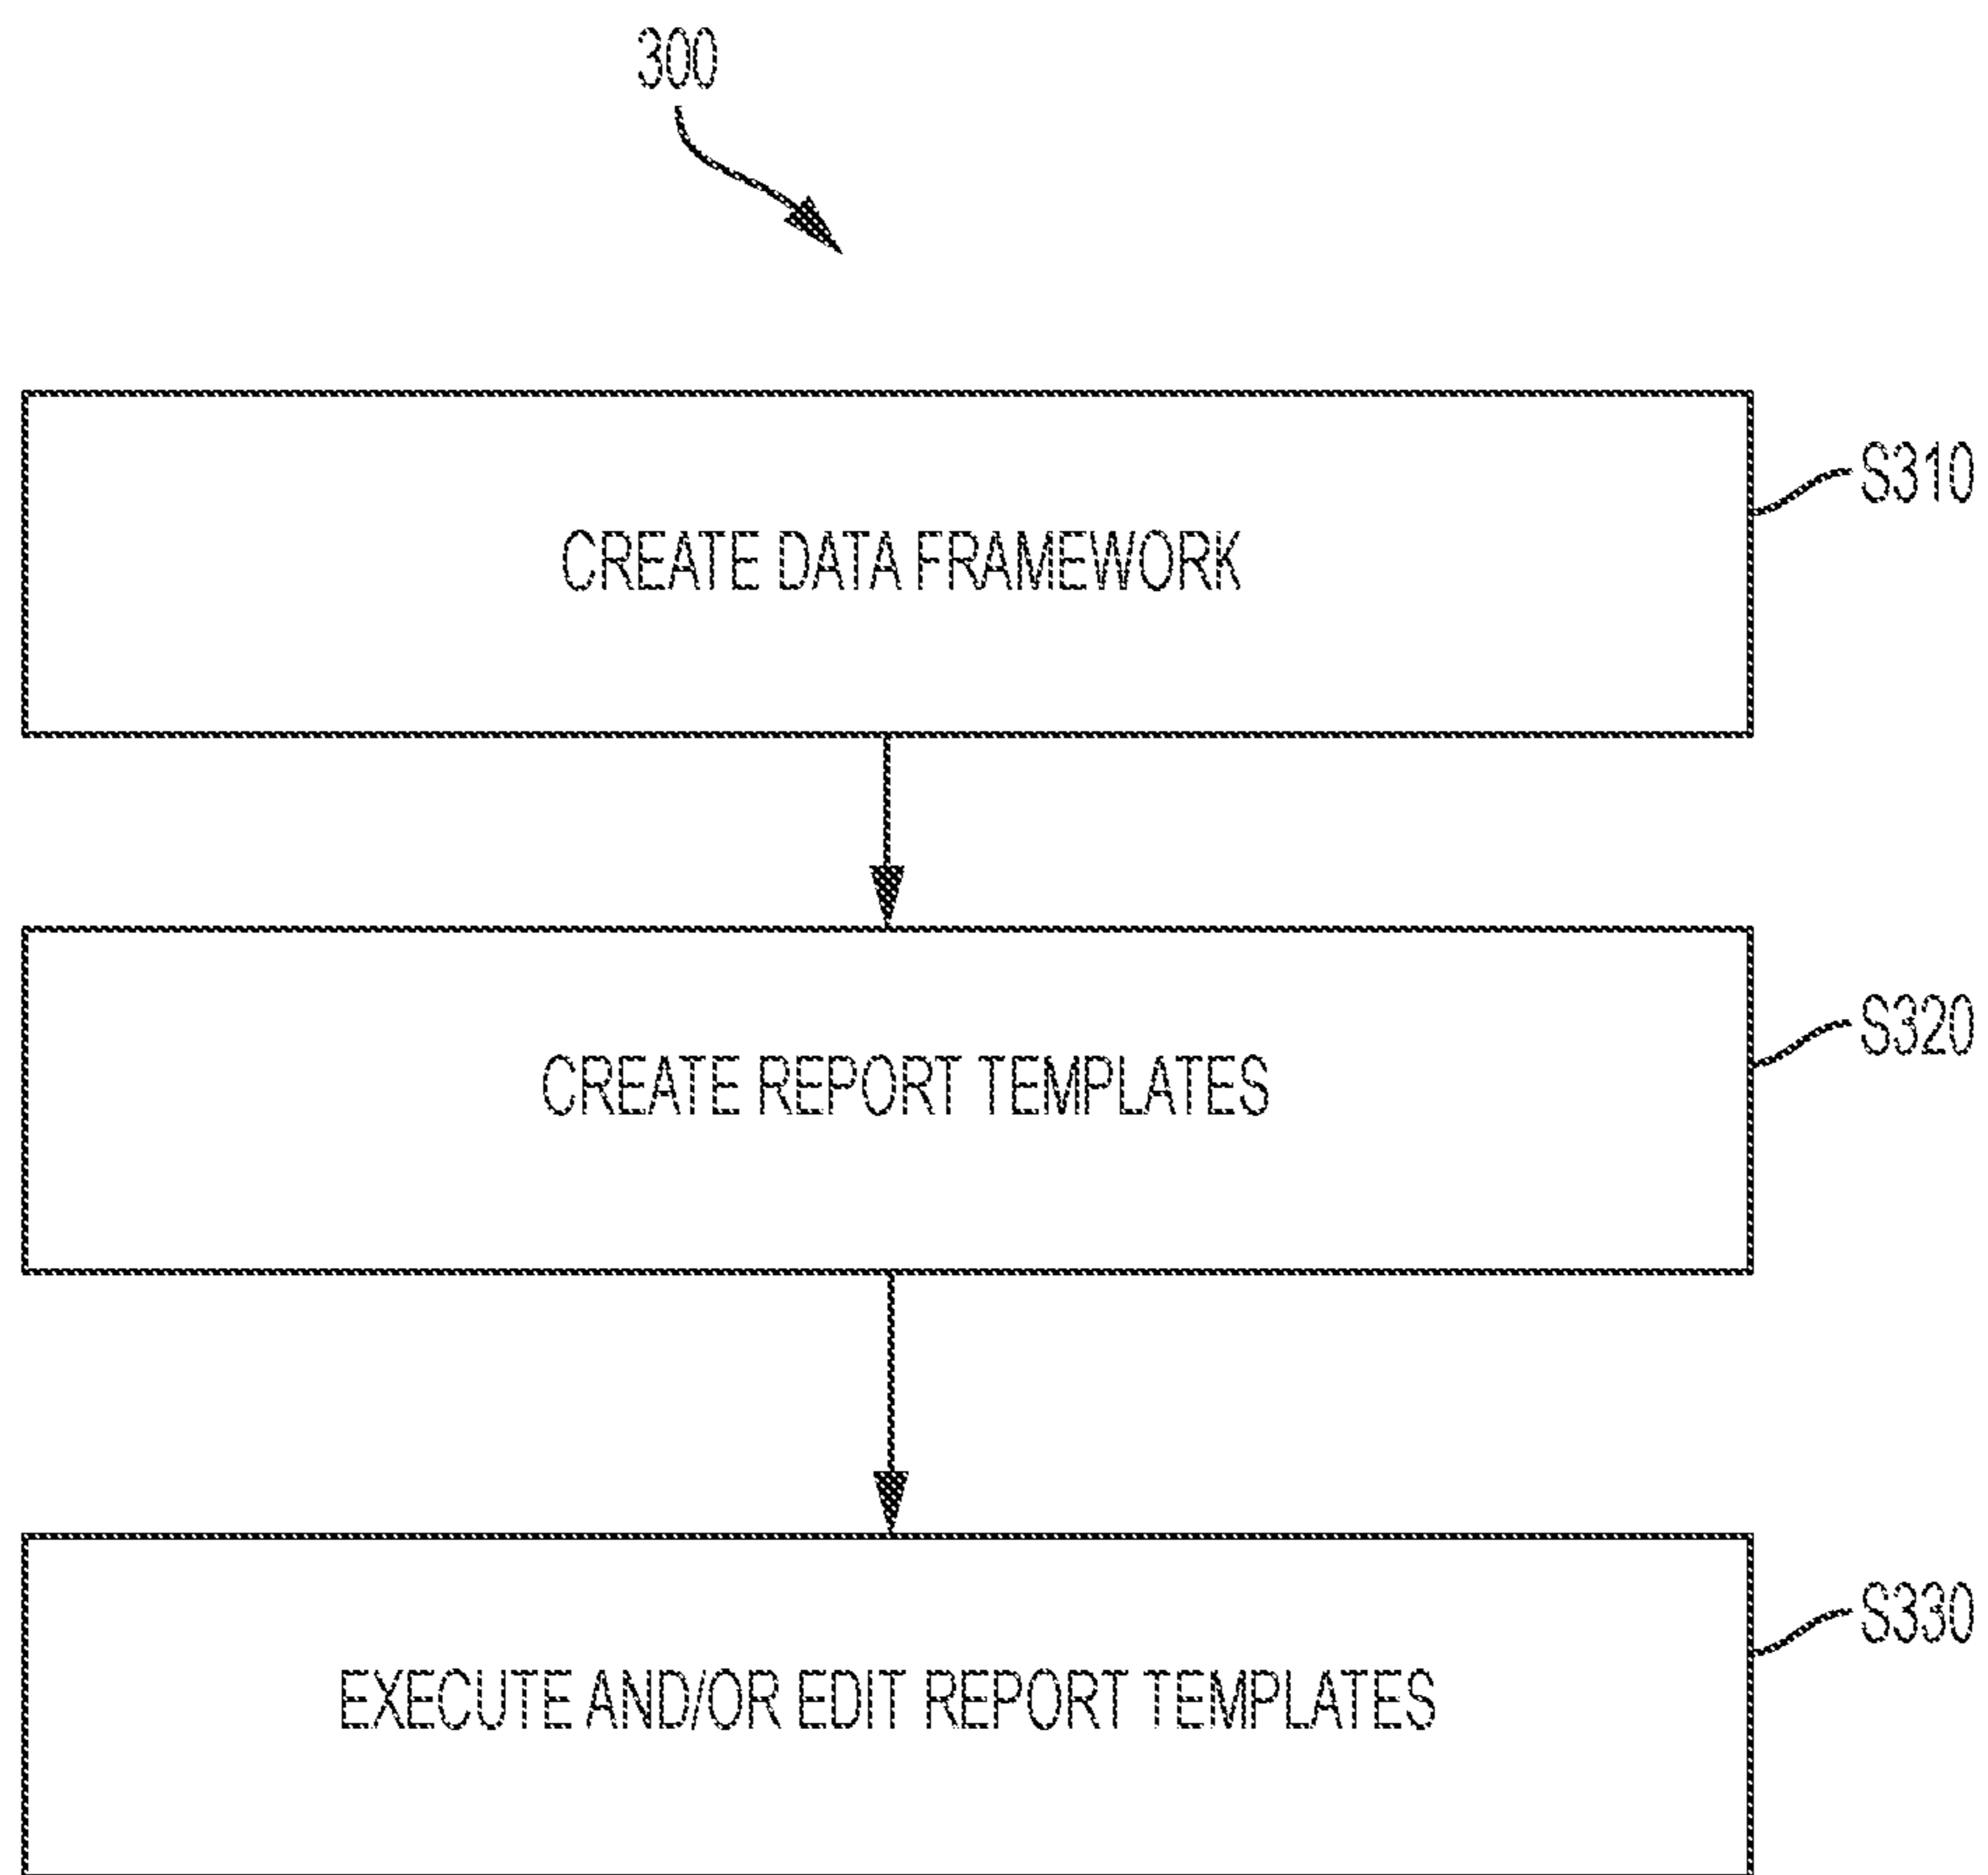 300
CREATE DATA FRAMEWORK
S310
CREATE REPORT TEMPLATES
S320
EXECUTE AND/OR EDIT REPORT TEMPLATES
S330